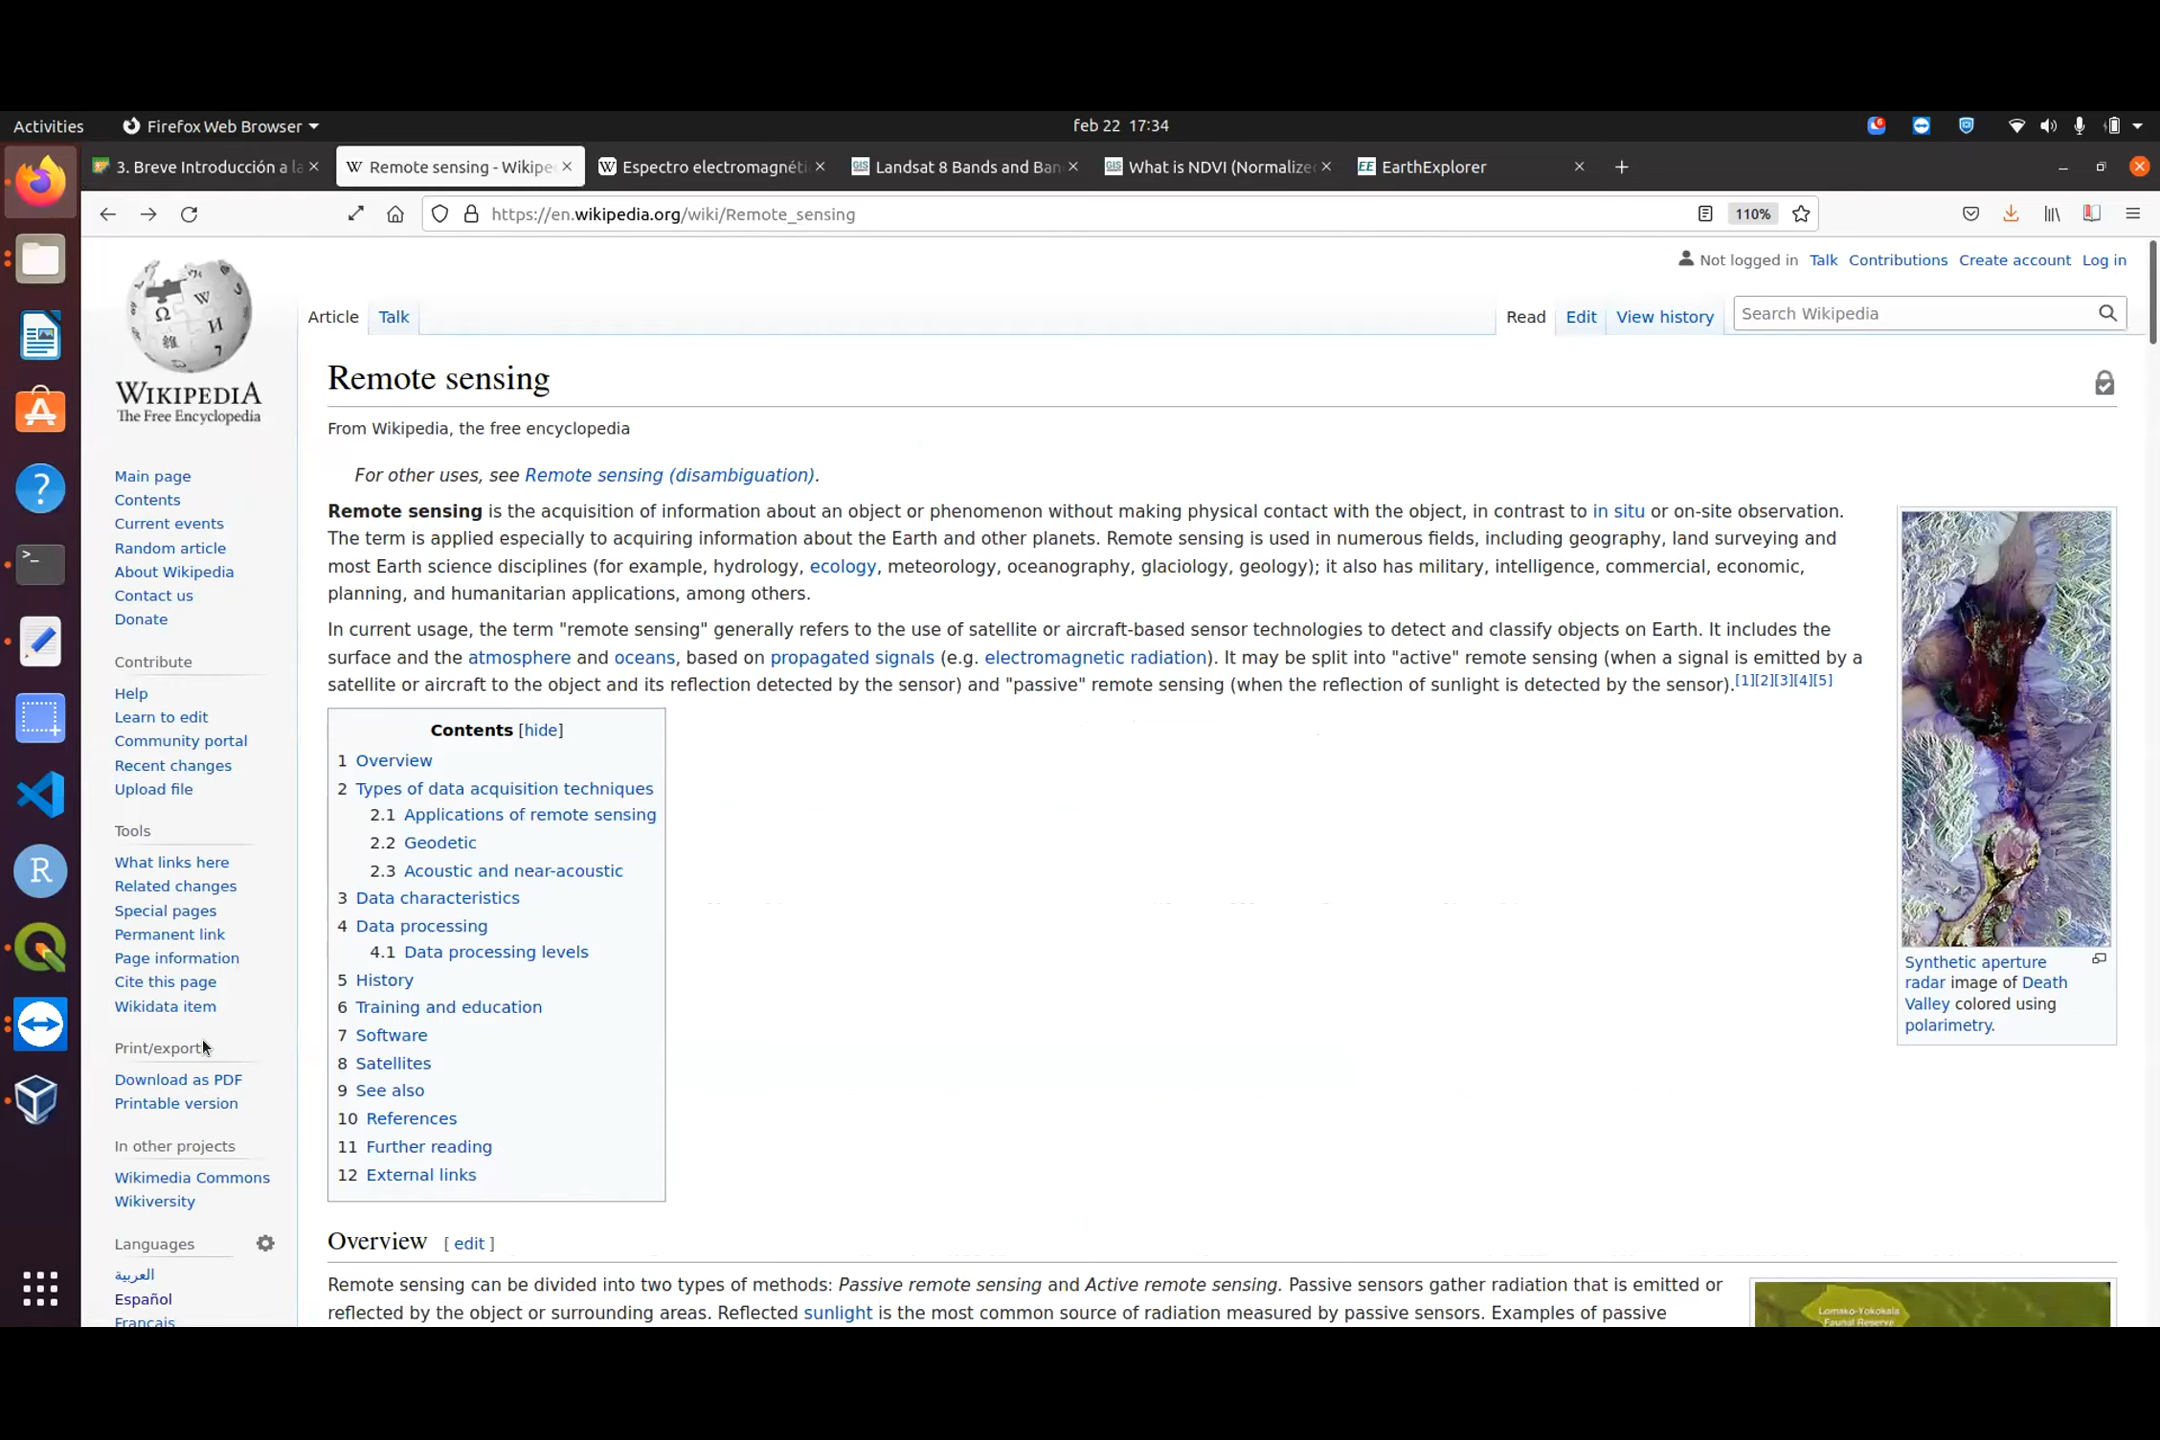 Activities
Firefox Web Browser
feb 22 17:34
3. Breve Introducción a la
Remote sensing - Wikipe
Espectro electromagnéti
Landsat 8 Bands and Ban
What is NDVI (Normalize
EarthExplorer
https://en.wikipedia.org/wiki/Remote_sensing
110%
Not logged in Talk Contributions Create account Log in
Article Talk
Read Edit View history
Search Wikipedia
WIKIPEDIA
The Free Encyclopedia
Main page
Contents
Current events
Random article
About Wikipedia
Contact us
Donate
Contribute
Help
Learn to edit
Community portal
Recent changes
Upload file
Tools
What links here
Related changes
Special pages
Permanent link
Page information
Cite this page
Wikidata item
Print/export
Download as PDF
Printable version
In other projects
Wikimedia Commons
Wikiversity
Languages
العربية
Español
Français
Remote sensing
From Wikipedia, the free encyclopedia
For other uses, see Remote sensing (disambiguation).
Remote sensing is the acquisition of information about an object or phenomenon without making physical contact with the object, in contrast to in situ or on-site observation.
The term is applied especially to acquiring information about the Earth and other planets. Remote sensing is used in numerous fields, including geography, land surveying and
most Earth science disciplines (for example, hydrology, ecology, meteorology, oceanography, glaciology, geology); it also has military, intelligence, commercial, economic,
planning, and humanitarian applications, among others.
In current usage, the term "remote sensing" generally refers to the use of satellite or aircraft-based sensor technologies to detect and classify objects on Earth. It includes the
surface and the atmosphere and oceans, based on propagated signals (e.g. electromagnetic radiation). It may be split into "active" remote sensing (when a signal is emitted by a
satellite or aircraft to the object and its reflection detected by the sensor) and "passive" remote sensing (when the reflection of sunlight is detected by the sensor).[1][2][3][4][5]
Contents [hide]
1 Overview
2 Types of data acquisition techniques
2.1 Applications of remote sensing
2.2 Geodetic
2.3 Acoustic and near-acoustic
3 Data characteristics
4 Data processing
4.1 Data processing levels
5 History
6 Training and education
7 Software
8 Satellites
9 See also
10 References
11 Further reading
12 External links
Synthetic aperture
radar image of Death
Valley colored using
polarimetry.
Overview [ edit ]
Remote sensing can be divided into two types of methods: Passive remote sensing and Active remote sensing. Passive sensors gather radiation that is emitted or
reflected by the object or surrounding areas. Reflected sunlight is the most common source of radiation measured by passive sensors. Examples of passive
Lomako-Yokokala
Faunal Reserve